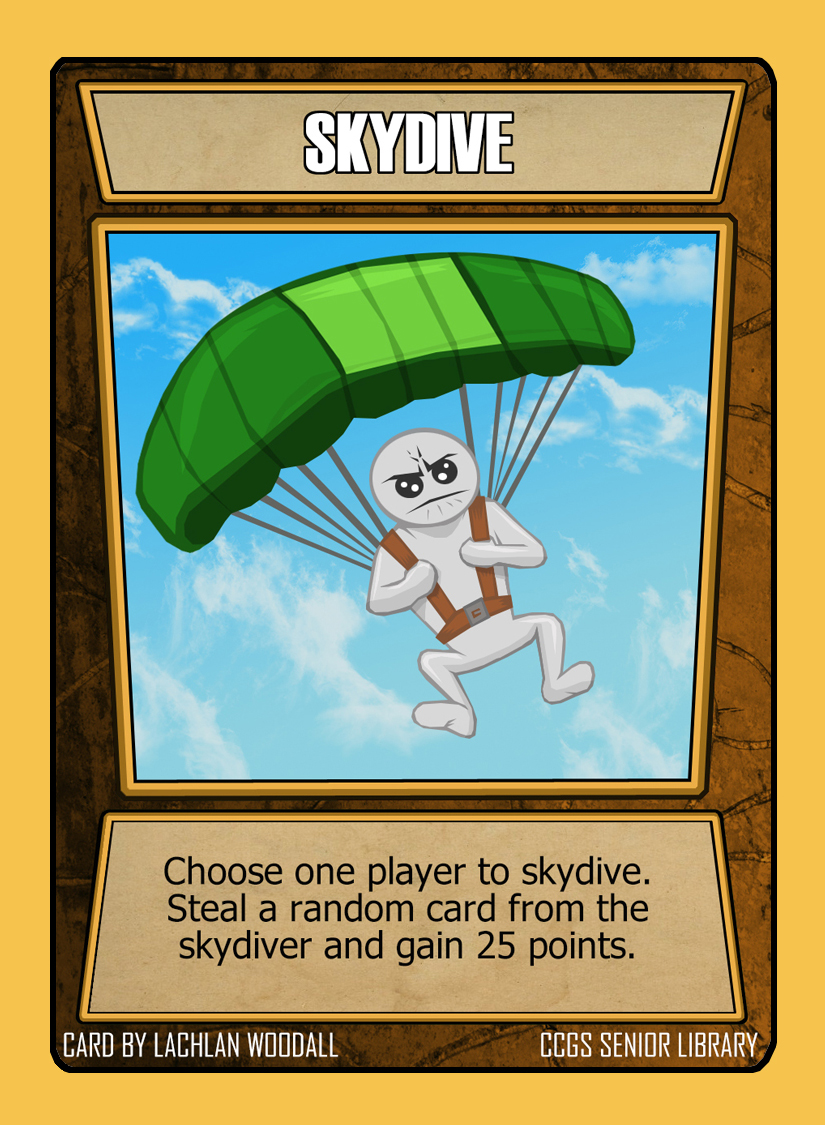 SKYDIVE
Choose one player to skydive.
Steal a random card from the
skydiver and gain 25 points.
CARD BY LACHLAN WOODALL
CCGS SENIOR LIBRARY